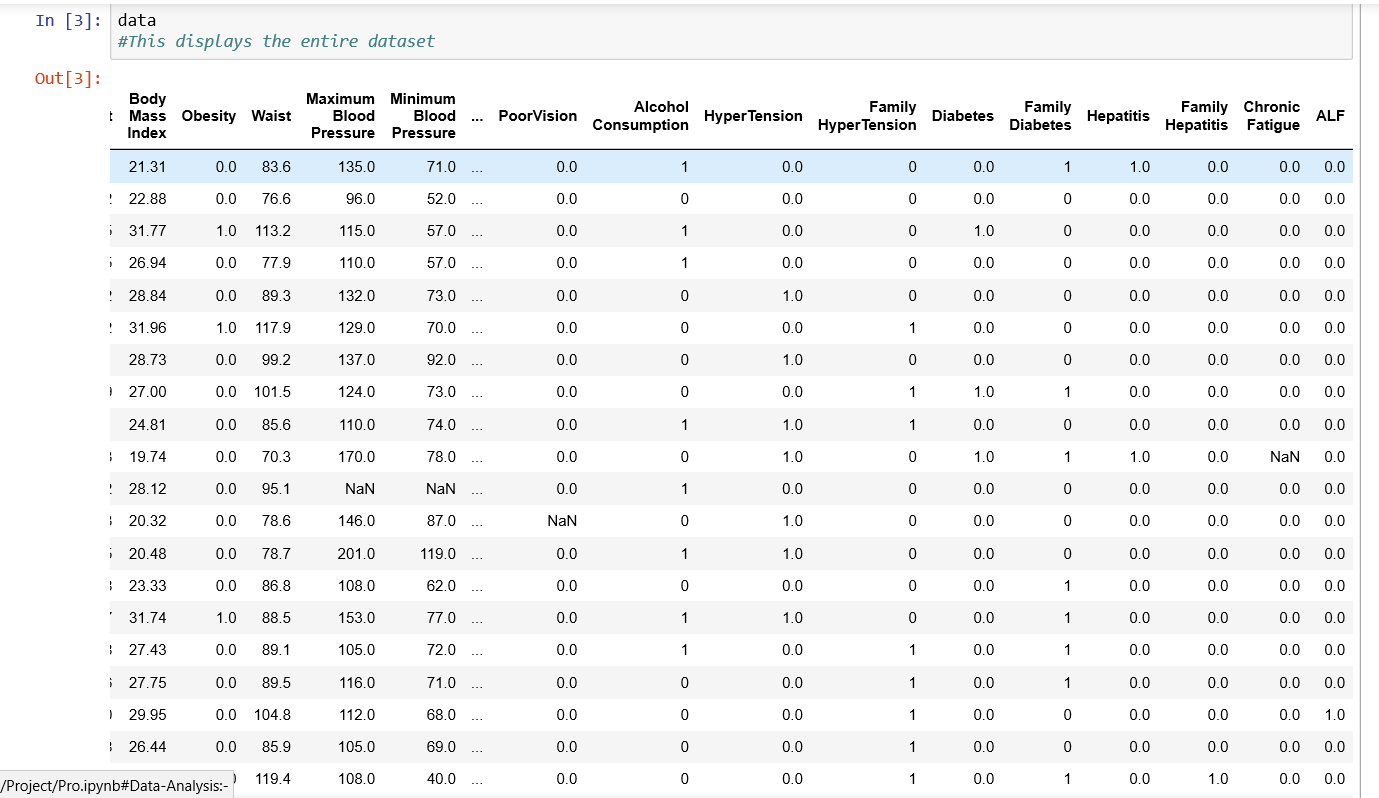 In [3]: data
#This displays the entire dataset
Out[3]:
Body Mass Index Obesity Waist Maximum Blood Pressure Minimum Blood Pressure ... PoorVision Alcohol Consumption HyperTension Family HyperTension Diabetes Family Diabetes Hepatitis Family Hepatitis Chronic Fatigue ALF
21.31 0.0 83.6 135.0 71.0 ... 0.0 1 0.0 0 0.0 1 1.0 0.0 0.0 0.0
22.88 0.0 76.6 96.0 52.0 ... 0.0 0 0.0 0 0.0 0 0.0 0.0 0.0 0.0
31.77 1.0 113.2 115.0 57.0 ... 0.0 1 0.0 0 1.0 0 0.0 0.0 0.0 0.0
26.94 0.0 77.9 110.0 57.0 ... 0.0 1 0.0 0 0.0 0 0.0 0.0 0.0 0.0
28.84 0.0 89.3 132.0 73.0 ... 0.0 0 1.0 0 0.0 0 0.0 0.0 0.0 0.0
31.96 1.0 117.9 129.0 70.0 ... 0.0 0 0.0 1 0.0 0 0.0 0.0 0.0 0.0
28.73 0.0 99.2 137.0 92.0 ... 0.0 0 1.0 0 0.0 0 0.0 0.0 0.0 0.0
27.00 0.0 101.5 124.0 73.0 ... 0.0 0 0.0 1 1.0 1 0.0 0.0 0.0 0.0
24.81 0.0 85.6 110.0 74.0 ... 0.0 1 1.0 1 0.0 0 0.0 0.0 0.0 0.0
19.74 0.0 70.3 170.0 78.0 ... 0.0 0 1.0 0 1.0 1 1.0 0.0 NaN 0.0
28.12 0.0 95.1 NaN NaN ... 0.0 1 0.0 0 0.0 0 0.0 0.0 0.0 0.0
20.32 0.0 78.6 146.0 87.0 ... NaN 0 1.0 0 0.0 0 0.0 0.0 0.0 0.0
20.48 0.0 78.7 201.0 119.0 ... 0.0 1 1.0 0 0.0 0 0.0 0.0 0.0 0.0
23.33 0.0 86.8 108.0 62.0 ... 0.0 0 0.0 0 0.0 1 0.0 0.0 0.0 0.0
31.74 1.0 88.5 153.0 77.0 ... 0.0 1 1.0 0 0.0 1 0.0 0.0 0.0 0.0
27.43 0.0 89.1 105.0 72.0 ... 0.0 1 0.0 1 0.0 1 0.0 0.0 0.0 0.0
27.75 0.0 89.5 116.0 71.0 ... 0.0 0 0.0 1 0.0 1 0.0 0.0 0.0 0.0
29.95 0.0 104.8 112.0 68.0 ... 0.0 0 0.0 1 0.0 0 0.0 0.0 0.0 1.0
26.44 0.0 85.9 105.0 69.0 ... 0.0 0 0.0 1 0.0 0 0.0 0.0 0.0 0.0
119.4 108.0 40.0 ... 0.0 0 0.0 1 0.0 1 0.0 1.0 0.0 0.0
/Project/Pro.ipynb#Data-Analysis:-